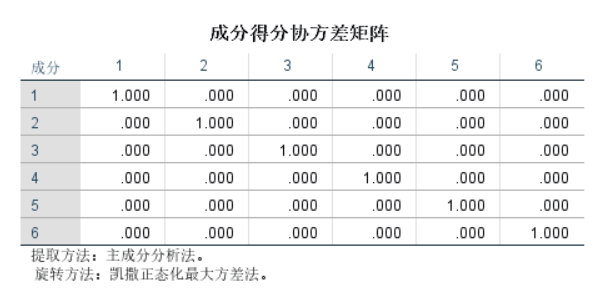 成分得分协方差矩阵
成分 1 2 3 4 5 6
1 1.000 .000 .000 .000 .000 .000
2 .000 1.000 .000 .000 .000 .000
3 .000 .000 1.000 .000 .000 .000
4 .000 .000 .000 1.000 .000 .000
5 .000 .000 .000 .000 1.000 .000
6 .000 .000 .000 .000 .000 1.000
提取方法：主成分分析法。
旋转方法：凯撒正态化最大方差法。